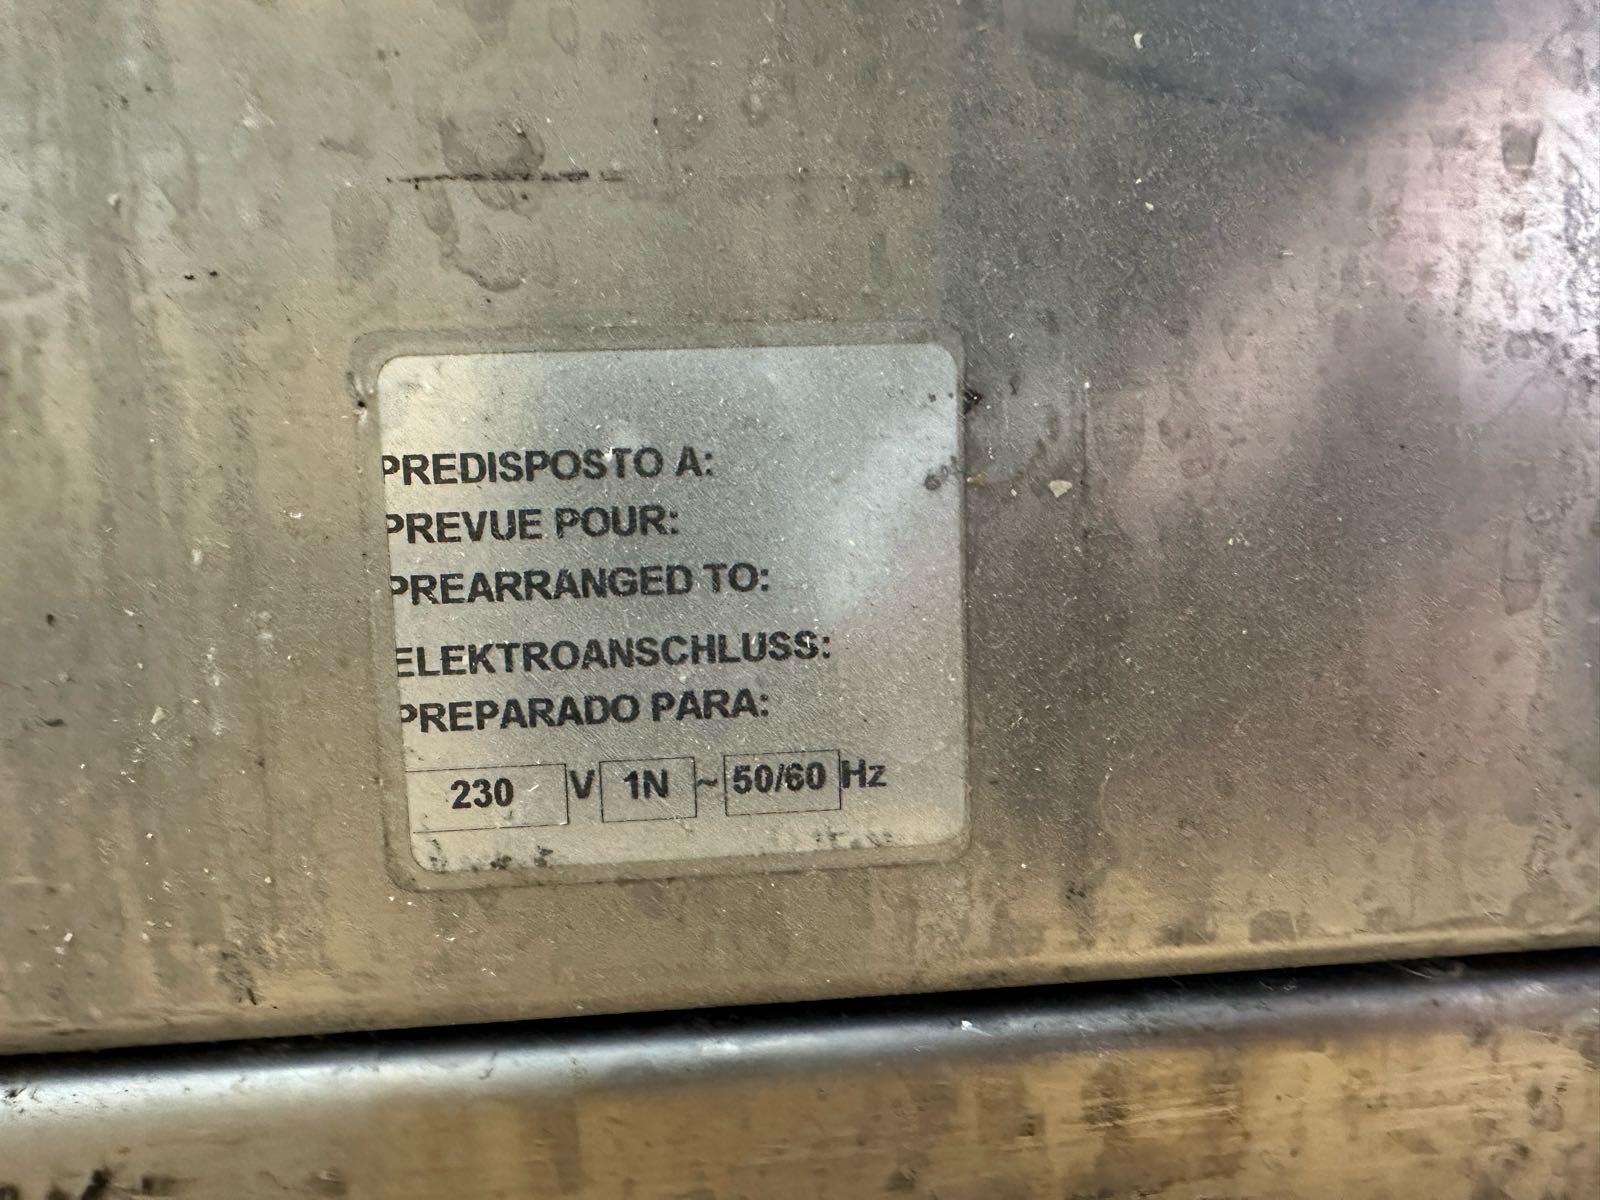 PREDISPOSTO A:
PREVUE POUR:
PREARRANGED TO:
ELEKTROANSCHLUSS:
PREPARADO PARA:
230 V 1N ~ 50/60 Hz